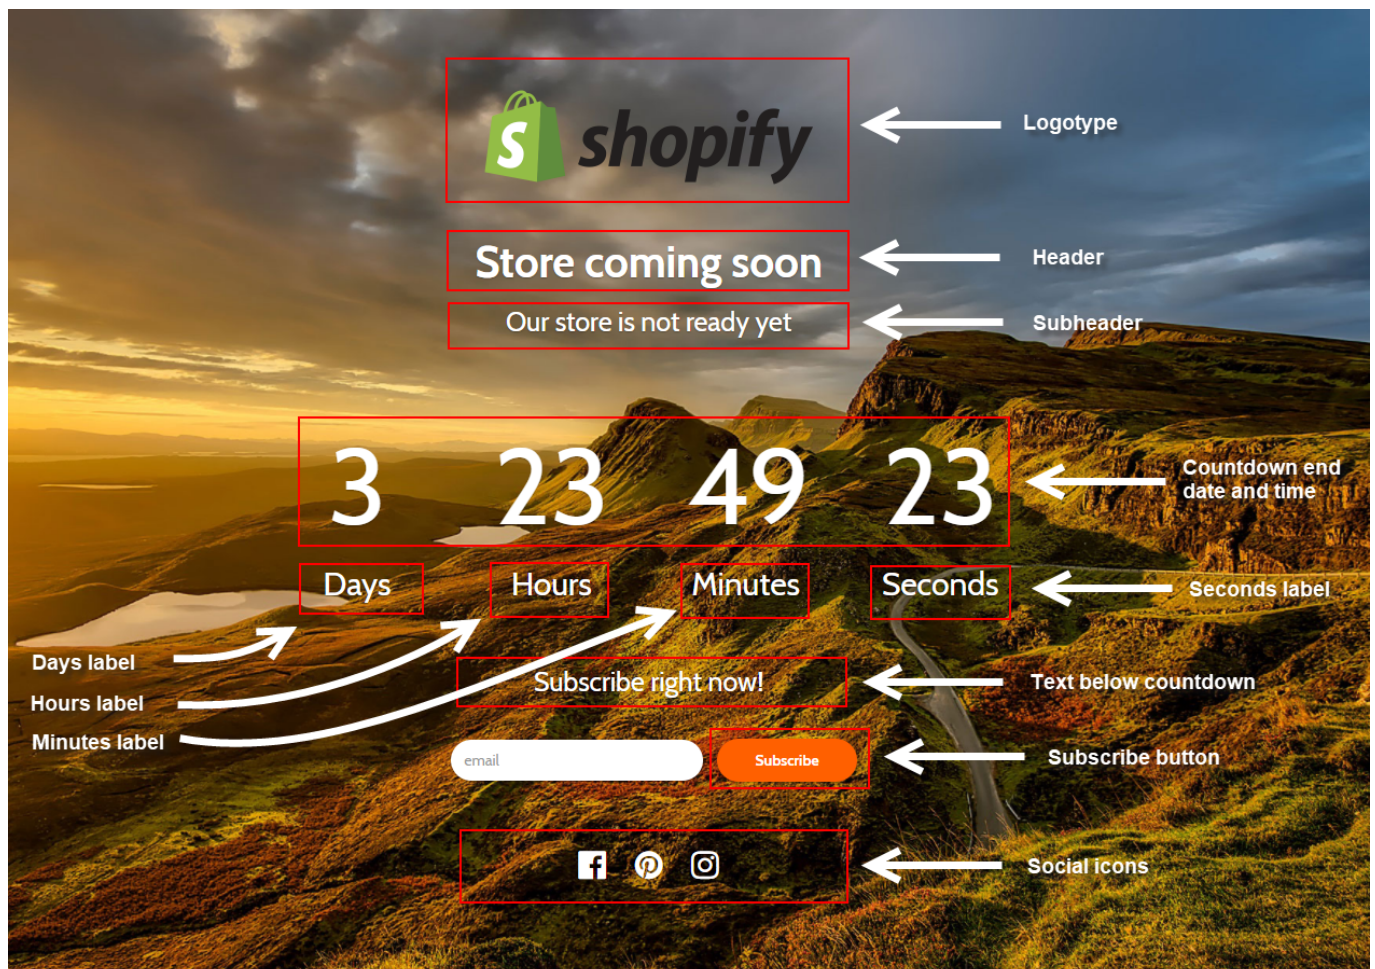 S shopify
Logotype
Store coming soon
Header
Our store is not ready yet
Subheader
3 23 49 23
Countdown end
date and time
Days Hours Minutes Seconds
Seconds label
Days label
Hours label
Minutes label
Subscribe right now!
Text below countdown
email
Subscribe
Subscribe button
Social icons